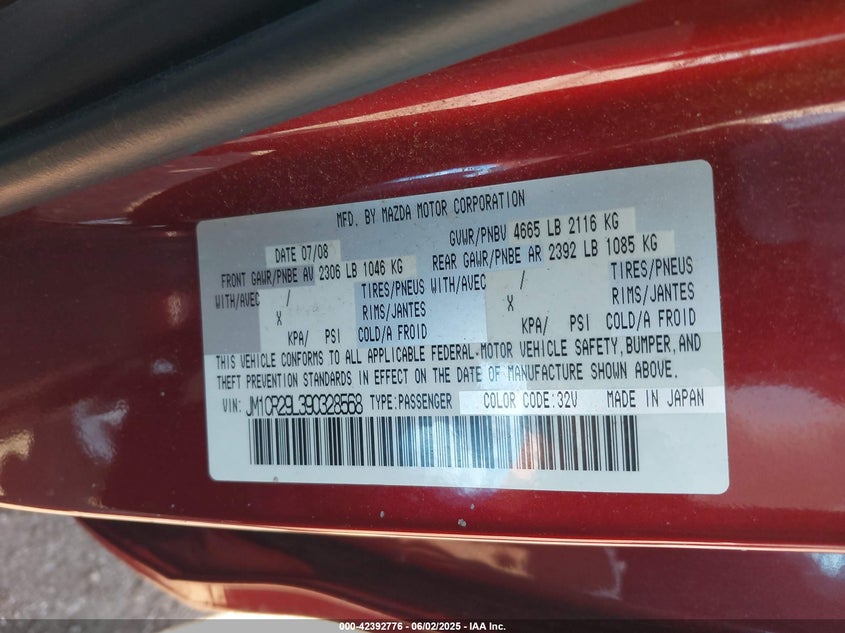 MFD. BY MAZDA MOTOR CORPORATION
DATE 07/08 GVWR/PNBV 4665 LB 2116 KG
FRONT GAWR/PNBE AV 2306 LB 1046 KG REAR GAWR/PNBE AR 2392 LB 1085 KG
WITH/AVEC / TIRES/PNEUS WITH/AVEC / TIRES/PNEUS
X RIMS/JANTES X RIMS/JANTES
KPA/ PSI COLD/A FROID KPA/ PSI COLD/A FROID
THIS VEHICLE CONFORMS TO ALL APPLICABLE FEDERAL MOTOR VEHICLE SAFETY, BUMPER, AND
THEFT PREVENTION STANDARDS IN EFFECT ON THE DATE OF MANUFACTURE SHOWN ABOVE.
VIN: JM1CR29L390328568 TYPE:PASSENGER COLOR CODE:32V MADE IN JAPAN
000-42392776 - 06/02/2025 - IAA Inc.